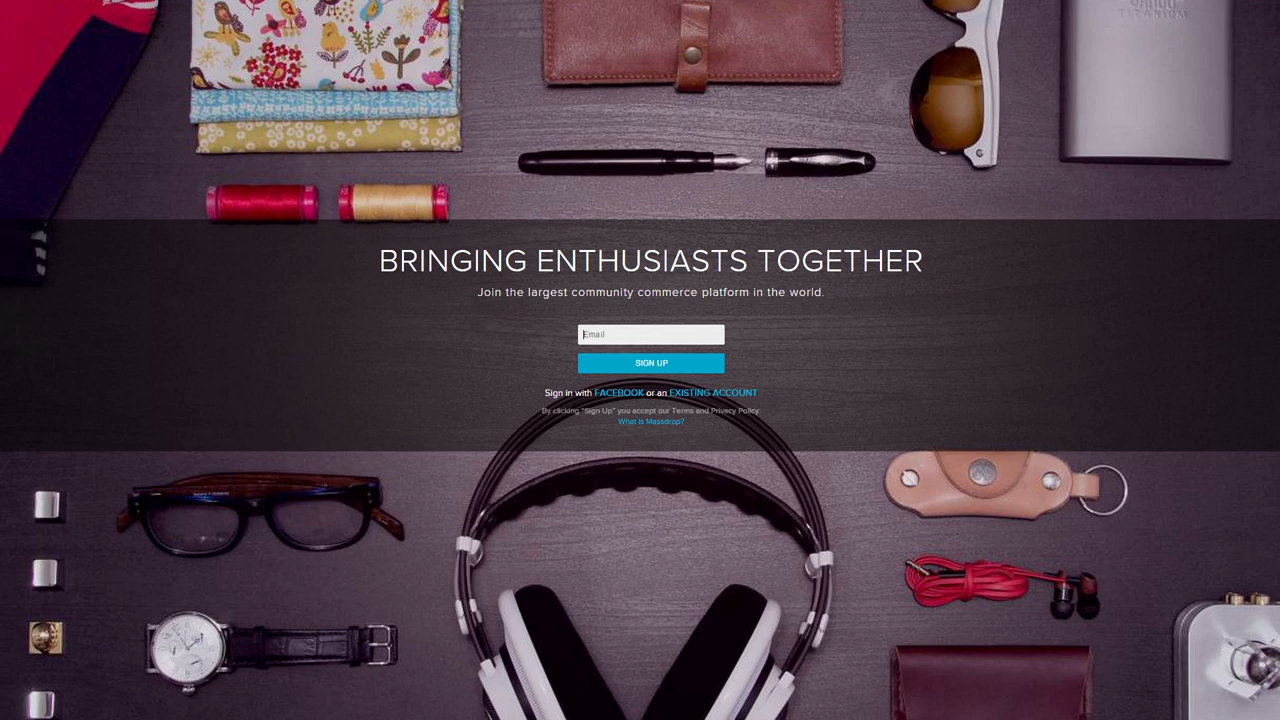 BRINGING ENTHUSIASTS TOGETHER
Join the largest community commerce platform in the world.
Email
SIGN UP
Sign in with FACEBOOK or an EXISTING ACCOUNT
By clicking "Sign Up" you accept our Terms and Privacy Policy.
What is Massdrop?